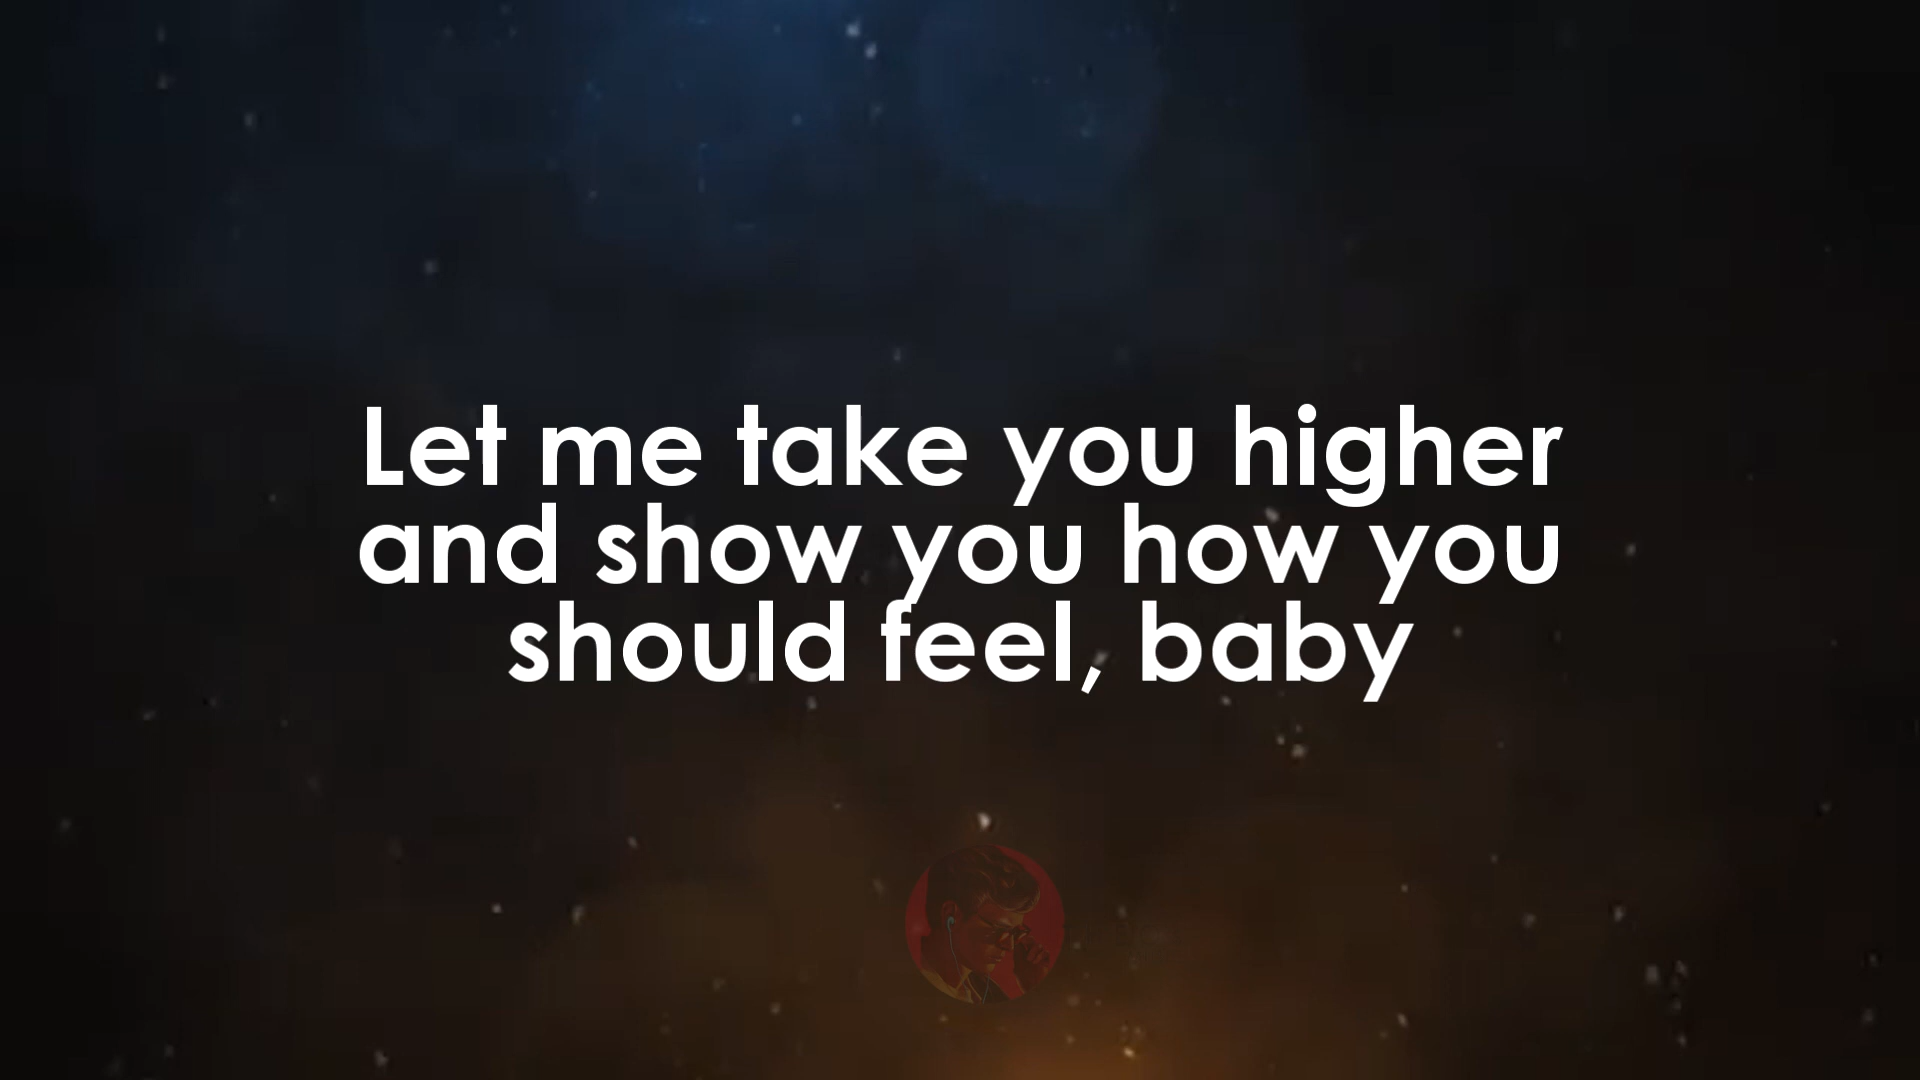 Let me take you higher
and show you how you
should feel, baby